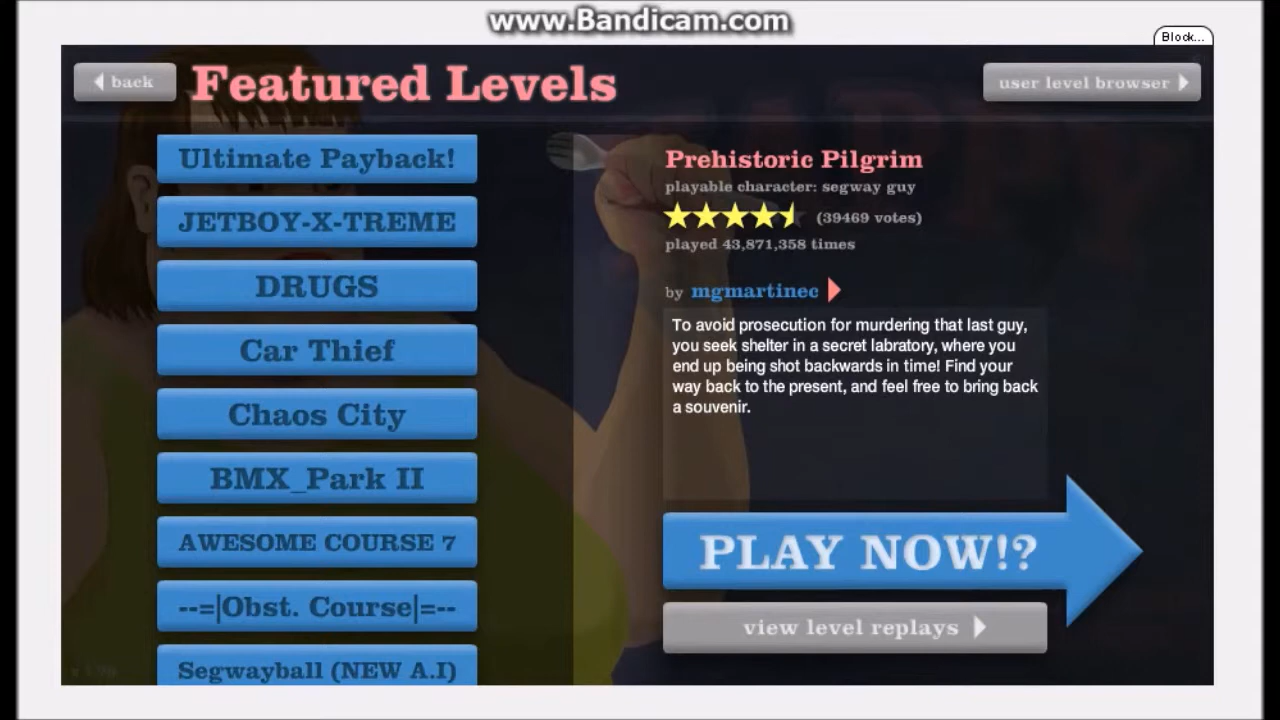 www.Bandicam.com
Block...
back
Featured Levels
user level browser
Ultimate Payback!
JETBOY-X-TREME
DRUGS
Car Thief
Chaos City
BMX_Park II
AWESOME COURSE 7
--=|Obst. Course|=--
Segwayball (NEW A.I)
Prehistoric Pilgrim
playable character: segway guy
(39469 votes)
played 43,871,358 times
by mgmartinec
To avoid prosecution for murdering that last guy,
you seek shelter in a secret labratory, where you
end up being shot backwards in time! Find your
way back to the present, and feel free to bring back
a souvenir.
PLAY NOW!?
view level replays